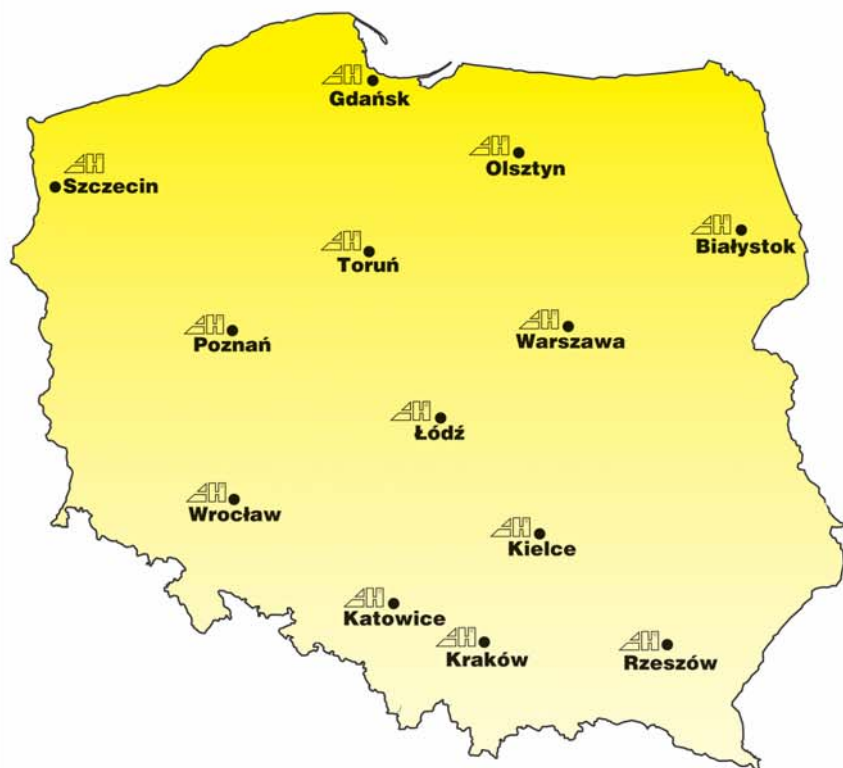 Gdańsk
Olsztyn
Szczecin
Białystok
Toruń
Poznań
Warszawa
Łódź
Wrocław
Kielce
Katowice
Kraków
Rzeszów